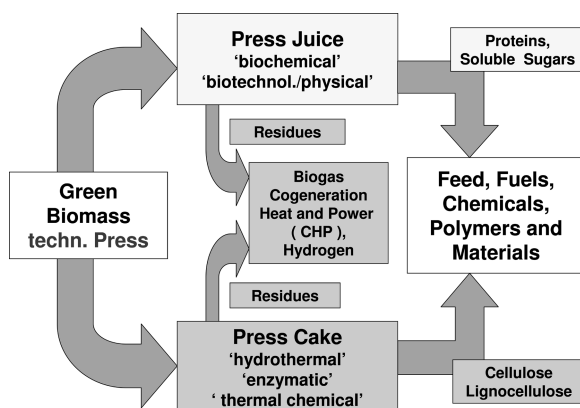 Press Juice
‘biochemical’
‘biotechnol./physical’
Proteins,
Soluble Sugars
Residues
Green
Biomass
techn. Press
Biogas
Cogeneration
Heat and Power
( CHP ),
Hydrogen
Feed, Fuels,
Chemicals,
Polymers and
Materials
Residues
Press Cake
‘hydrothermal’
‘enzymatic’
‘ thermal chemical’
Cellulose
Lignocellulose